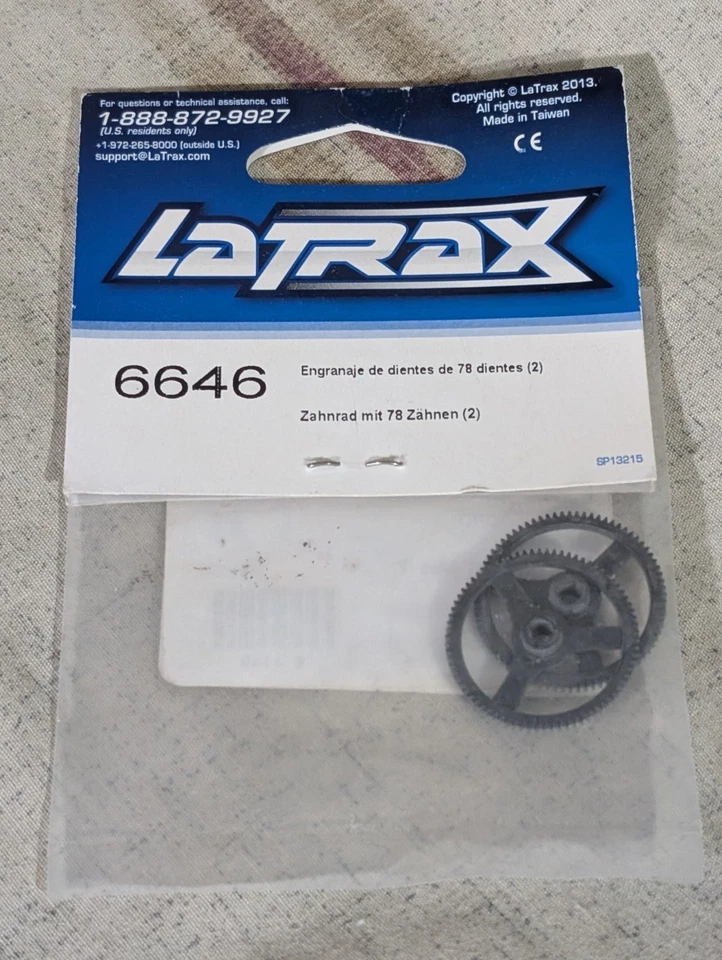 For questions or technical assistance, call:
1-888-872-9927
(U.S. residents only)
+1-972-265-8000 (outside U.S.)
support@LaTrax.com
Copyright © LaTrax 2013.
All rights reserved.
Made in Taiwan
CE
LaTrax
6646
Engranaje de dientes de 78 dientes (2)
Zahnrad mit 78 Zähnen (2)
SP13215